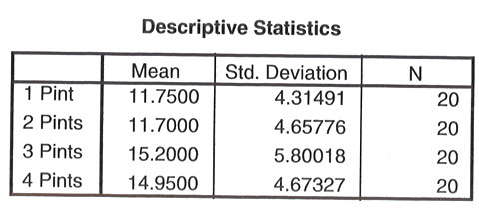 Descriptive Statistics
Mean Std. Deviation N
1 Pint 11.7500 4.31491 20
2 Pints 11.7000 4.65776 20
3 Pints 15.2000 5.80018 20
4 Pints 14.9500 4.67327 20